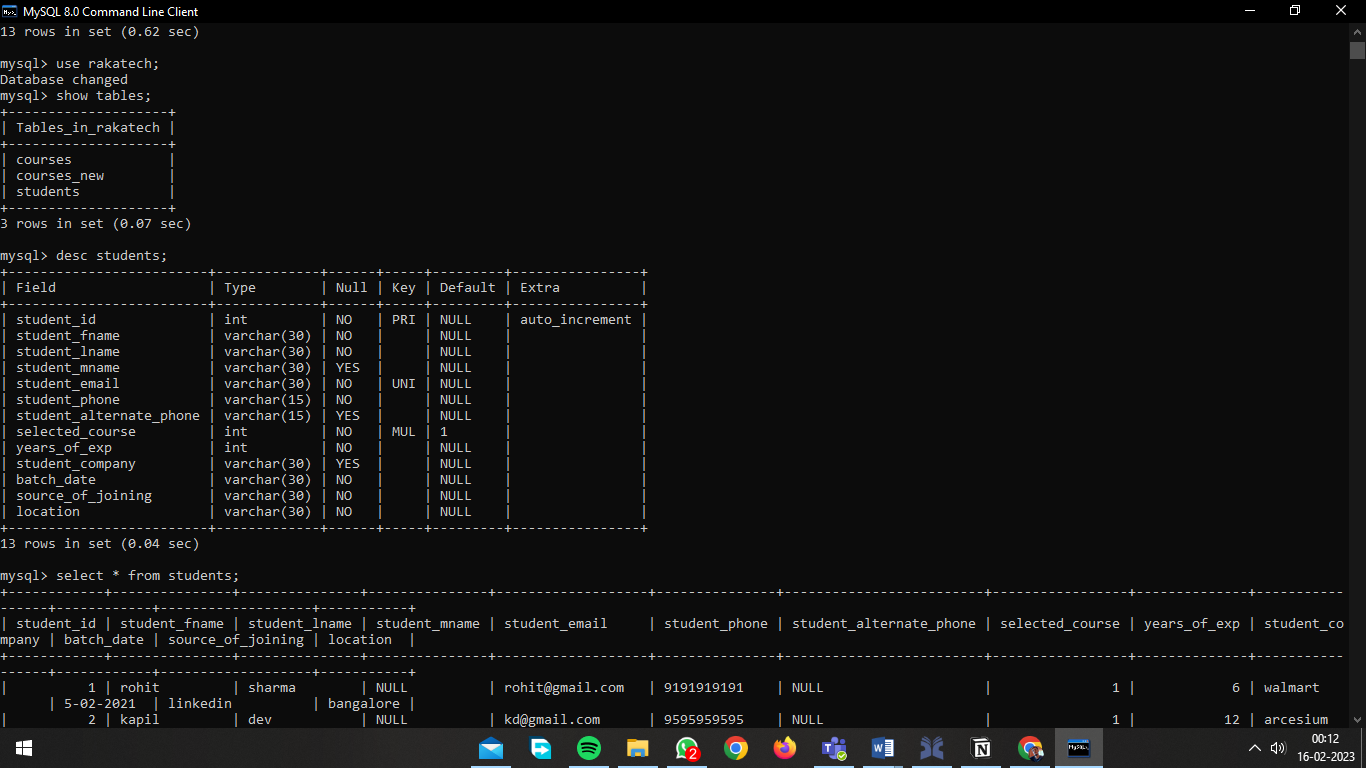 MySQL 8.0 Command Line Client
13 rows in set (0.62 sec)
mysql> use rakatech;
Database changed
mysql> show tables;
+--------------------+
| Tables_in_rakatech |
+--------------------+
| courses            |
| courses_new        |
| students           |
+--------------------+
3 rows in set (0.07 sec)
mysql> desc students;
+-------------------------+-------------+------+-----+---------+----------------+
| Field                   | Type        | Null | Key | Default | Extra          |
+-------------------------+-------------+------+-----+---------+----------------+
| student_id              | int         | NO   | PRI | NULL    | auto_increment |
| student_fname           | varchar(30) | NO   |     | NULL    |                |
| student_lname           | varchar(30) | NO   |     | NULL    |                |
| student_mname           | varchar(30) | YES  |     | NULL    |                |
| student_email           | varchar(30) | NO   | UNI | NULL    |                |
| student_phone           | varchar(15) | NO   |     | NULL    |                |
| student_alternate_phone | varchar(15) | YES  |     | NULL    |                |
| selected_course         | int         | NO   | MUL | 1       |                |
| years_of_exp            | int         | NO   |     | NULL    |                |
| student_company         | varchar(30) | YES  |     | NULL    |                |
| batch_date              | varchar(30) | NO   |     | NULL    |                |
| source_of_joining       | varchar(30) | NO   |     | NULL    |                |
| location                | varchar(30) | NO   |     | NULL    |                |
+-------------------------+-------------+------+-----+---------+----------------+
13 rows in set (0.04 sec)
mysql> select * from students;
+------------+---------------+---------------+---------------+-------------------+---------------+-------------------------+-----------------+--------------+-----------
------+------------+-------------------+-----------+
| student_id | student_fname | student_lname | student_mname | student_email     | student_phone | student_alternate_phone | selected_course | years_of_exp | student_co
mpany | batch_date | source_of_joining | location  |
+------------+---------------+---------------+---------------+-------------------+---------------+-------------------------+-----------------+--------------+-----------
------+------------+-------------------+-----------+
|          1 | rohit         | sharma        | NULL          | rohit@gmail.com   | 9191919191    | NULL                    |               1 |            6 | walmart
      | 5-02-2021  | linkedin          | bangalore |
|          2 | kapil         | dev           | NULL          | kd@gmail.com      | 9595959595    | NULL                    |               1 |           12 | arcesium
2
MySQL
00:12
16-02-2023